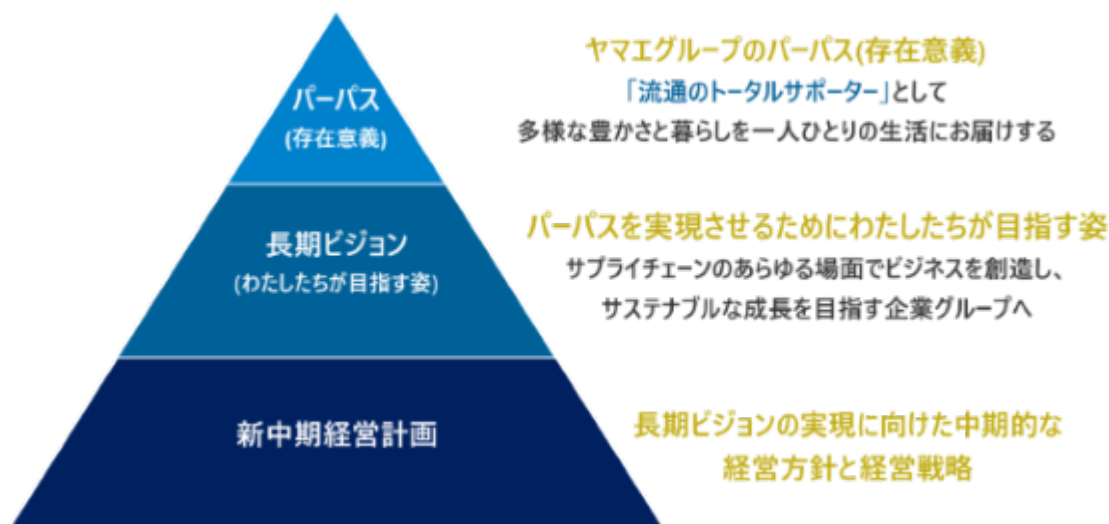 パーパス
(存在意義)
ヤマエグループのパーパス(存在意義)
「流通のトータルサポーター」として
多様な豊かさと暮らしを一人ひとりの生活にお届けする
長期ビジョン
(わたしたちが目指す姿)
パーパスを実現させるためにわたしたちが目指す姿
サプライチェーンのあらゆる場面でビジネスを創造し、
サステナブルな成長を目指す企業グループへ
新中期経営計画
長期ビジョンの実現に向けた中期的な
経営方針と経営戦略